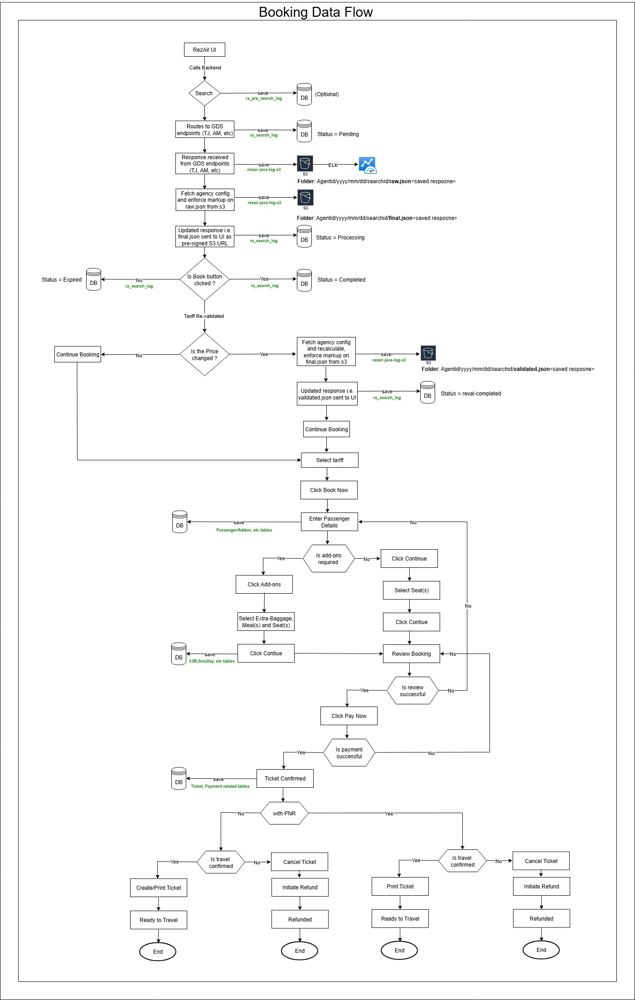 Booking Data Flow
RezAir UI
Calls Backend
Search
save
ra_pre_search_log
DB
(Optional)
Routes to GDS
endpoints (TJ, AM, etc)
save
ra_search_log
DB
Status = Pending
Response received
from GDS endpoints
(TJ, AM, etc)
save
rezair-java-log-s3
S3
ELK
Folder: Agentid/yyyy/mm/dd/searchid/raw.json<saved resposne>
Fetch agency config
and enforce markup on
raw.json from s3
save
rezair-java-log-s3
S3
Folder: Agentid/yyyy/mm/dd/searchid/final.json<saved resposne>
Updated response i.e.
final.json sent to UI as
pre-signed S3 URL
save
ra_search_log
DB
Status = Processing
Status = Expired
DB
No
ra_search_log
Is Book button
clicked ?
Yes
ra_search_log
DB
Status = Completed
Tariff Re-validated
Continue Booking
No
Is the Price
changed ?
Yes
Fetch agency config
and recalculate,
enforce markup on
final.json from s3
save
rezair-java-log-s3
S3
Folder: Agentid/yyyy/mm/dd/searchid/validated.json<saved resposne>
Updated response i.e.
validated.json sent to UI
save
ra_search_log
DB
Status = reval-completed
Continue Booking
Select tariff
Click Book Now
DB
save
Passenger/Addon, etc tables
Enter Passenger
Details
No
Yes
Is add-ons
required
No
Click Continue
Click Add-ons
Select Seat(s)
No
Select Extra-Baggage,
Meal(s) and Seat(s)
Click Contiue
DB
save
SSR,Ancillay, etc tables
Click Contiue
Review Booking
No
Yes
Is review
successful
No
Click Pay Now
Yes
Is payment
successful
No
DB
save
Ticket, Payment related tables
Ticket Confirmed
No
with PNR
Yes
Yes
Is travel
confirmed
No
Cancel Ticket
Yes
Is travel
confirmed
No
Cancel Ticket
Create/Print Ticket
Initiate Refund
Print Ticket
Initiate Refund
Ready to Travel
Refunded
Ready to Travel
Refunded
End
End
End
End